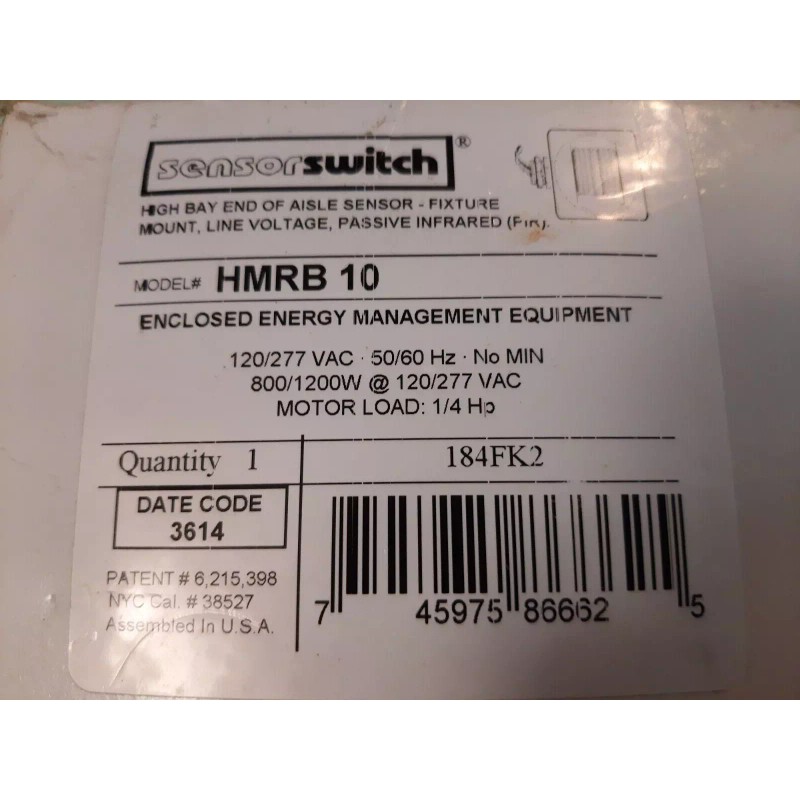 sensorswitch®
HIGH BAY END OF AISLE SENSOR - FIXTURE
MOUNT, LINE VOLTAGE, PASSIVE INFRARED (PIR).
MODEL# HMRB 10
ENCLOSED ENERGY MANAGEMENT EQUIPMENT
120/277 VAC · 50/60 Hz · No MIN
800/1200W @ 120/277 VAC
MOTOR LOAD: 1/4 Hp
Quantity 1
184FK2
DATE CODE
3614
PATENT # 6,215,398
NYC Cal. # 38527
Assembled In U.S.A.
7 45975 86662 5